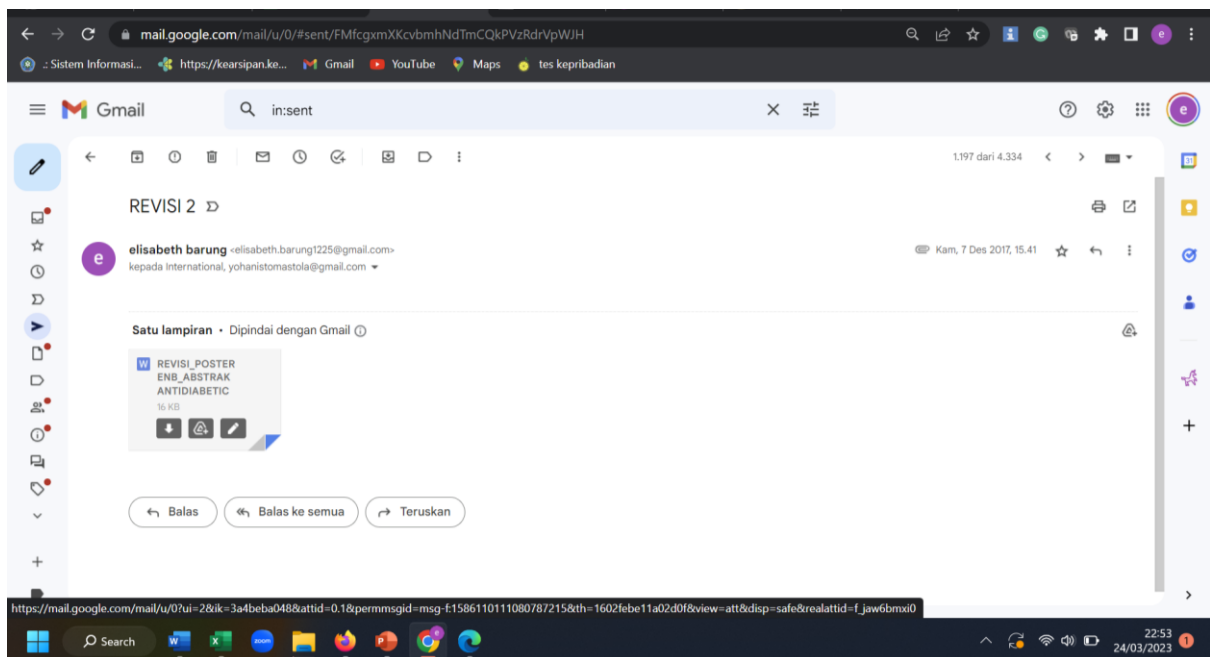 mail.google.com/mail/u/0/#sent/FMfcgxmXKcvbmhNdTmCQkPVzRdrVpWJH
.: Sistem Informasi... https://kearsipan.ke... Gmail YouTube Maps tes kepribadian
Gmail in:sent
1.197 dari 4.334
REVISI 2
elisabeth barung <elisabeth.barung1225@gmail.com> Kam, 7 Des 2017, 15.41
kepada International, yohanistomastola@gmail.com
Satu lampiran • Dipindai dengan Gmail
W REVISI_POSTER
ENB_ABSTRAK
ANTIDIABETIC
16 KB
Balas Balas ke semua Teruskan
https://mail.google.com/mail/u/0?ui=2&ik=3a4beba048&attid=0.1&permmsgid=msg-f:1586110111080787215&th=1602febe11a02d0f&view=att&disp=safe&realattid=f_jaw6bmxi0
Search zoom 22:53
24/03/2023 1